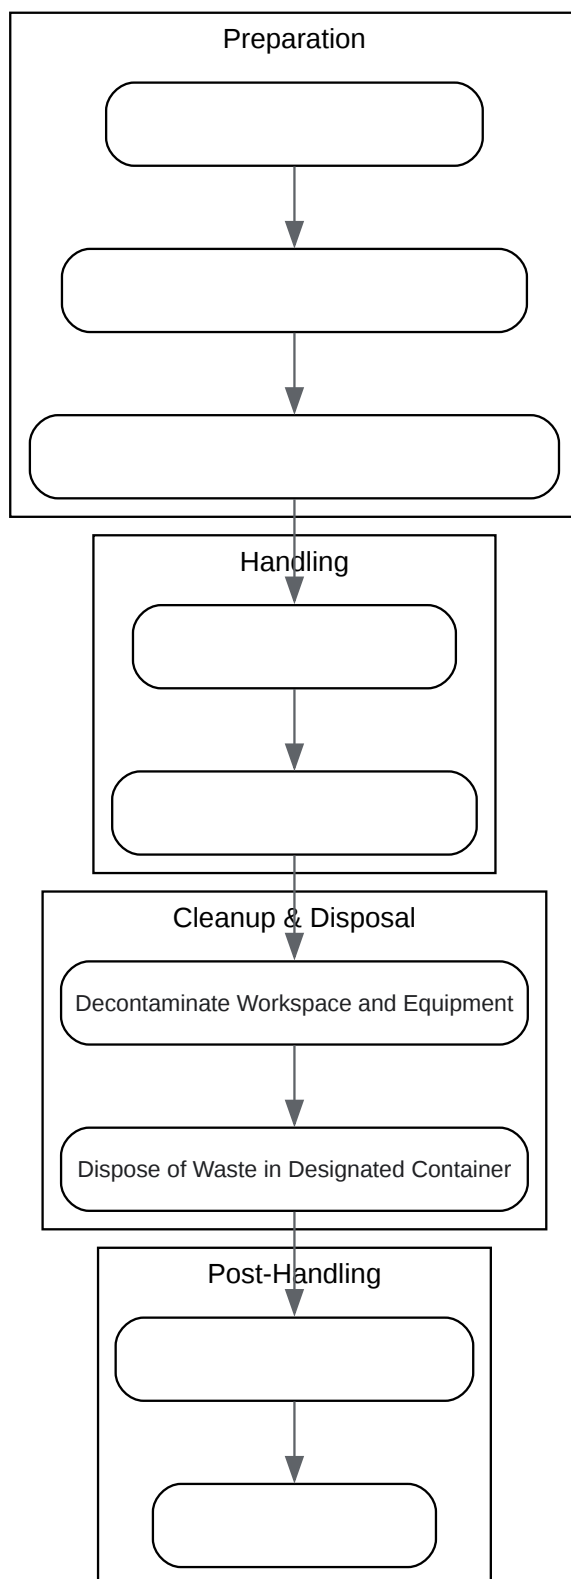 Preparation
Handling
Cleanup & Disposal
Decontaminate Workspace and Equipment
Dispose of Waste in Designated Container
Post-Handling